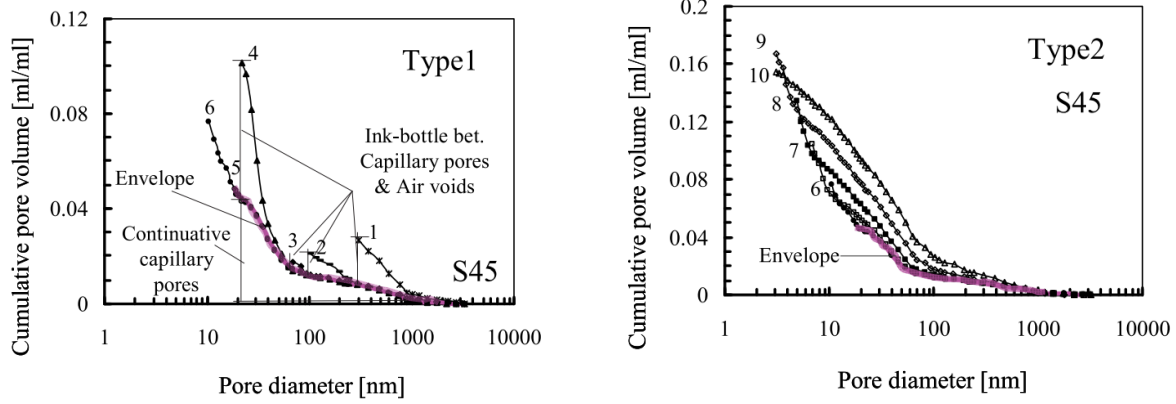 Cumulative pore volume [ml/ml]
0.12
0.08
0.04
0
1
10
100
1000
10000
Pore diameter [nm]
Type1
S45
4
6
5
3
2
1
Envelope
Ink-bottle bet.
Capillary pores
& Air voids
Continuative
capillary
pores
Cumulative pore volume [ml/ml]
0.2
0.16
0.12
0.08
0.04
0
1
10
100
1000
10000
Pore diameter [nm]
Type2
S45
9
10
8
7
6
Envelope